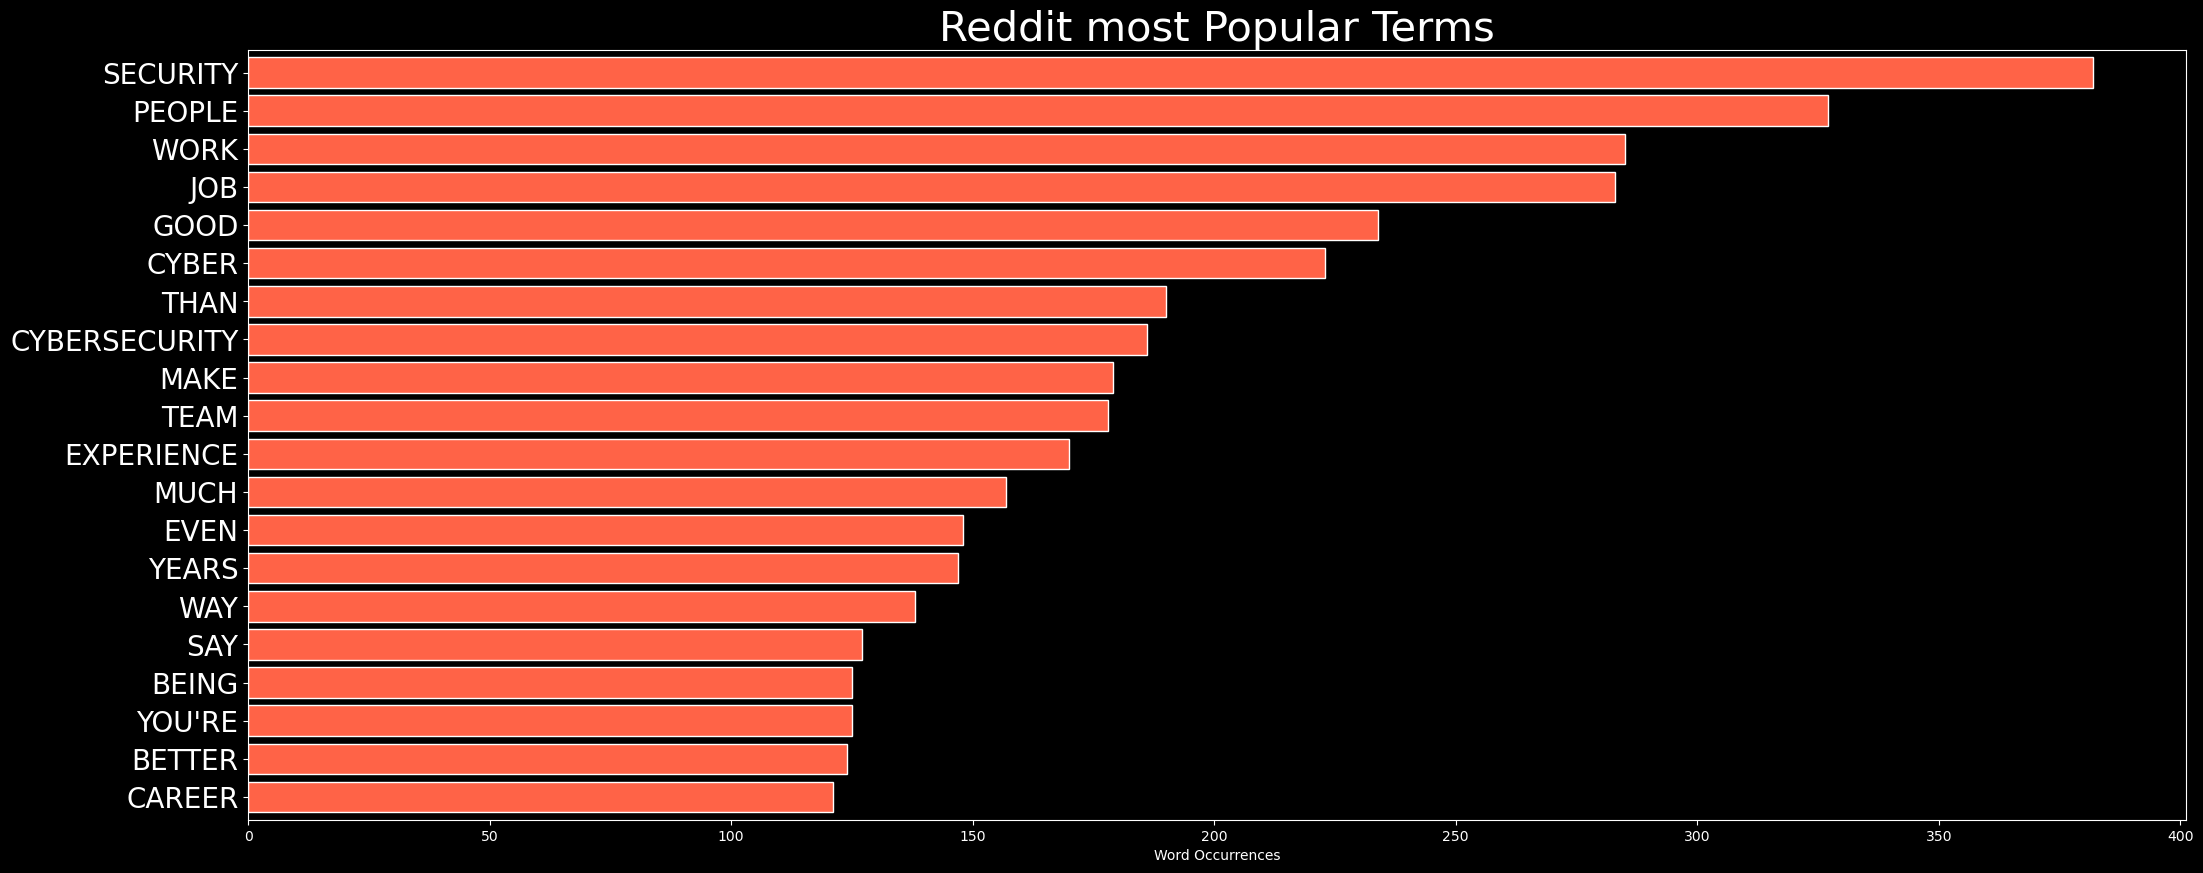 Reddit most Popular Terms
SECURITY
PEOPLE
WORK
JOB
GOOD
CYBER
THAN
CYBERSECURITY
MAKE
TEAM
EXPERIENCE
MUCH
EVEN
YEARS
WAY
SAY
BEING
YOU'RE
BETTER
CAREER
0 50 100 150 200 250 300 350 400
Word Occurrences